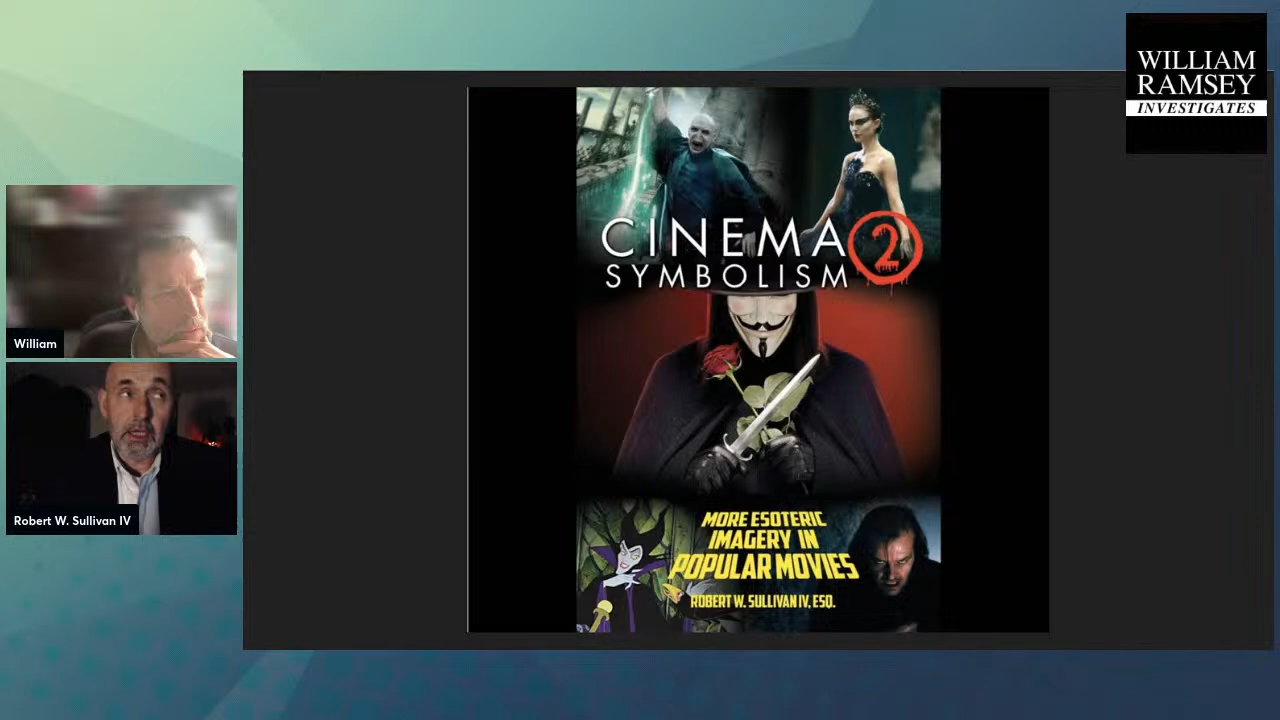 WILLIAM
RAMSEY
INVESTIGATES
CINEMA 2
SYMBOLISM
William
Robert W. Sullivan IV
MORE ESOTERIC
IMAGERY IN
POPULAR MOVIES
ROBERT W. SULLIVAN IV, ESQ.